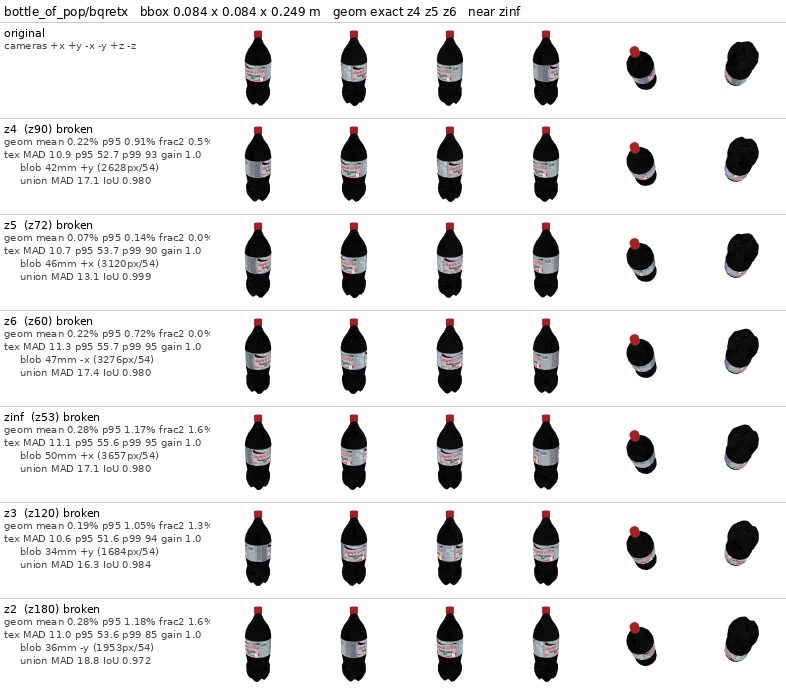 bottle_of_pop/bqretx bbox 0.084 x 0.084 x 0.249 m geom exact z4 z5 z6 near zinf
original
cameras +x +y -x -y +z -z
z4 (z90) broken
geom mean 0.22% p95 0.91% frac2 0.5%
tex MAD 10.9 p95 52.7 p99 93 gain 1.0
blob 42mm +y (2628px/54)
union MAD 17.1 IoU 0.980
z5 (z72) broken
geom mean 0.07% p95 0.14% frac2 0.0%
tex MAD 10.7 p95 53.7 p99 90 gain 1.0
blob 46mm +x (3120px/54)
union MAD 13.1 IoU 0.999
z6 (z60) broken
geom mean 0.22% p95 0.72% frac2 0.0%
tex MAD 11.3 p95 55.7 p99 95 gain 1.0
blob 47mm -x (3276px/54)
union MAD 17.4 IoU 0.980
zinf (z53) broken
geom mean 0.28% p95 1.17% frac2 1.6%
tex MAD 11.1 p95 55.6 p99 95 gain 1.0
blob 50mm +x (3657px/54)
union MAD 17.1 IoU 0.980
z3 (z120) broken
geom mean 0.19% p95 1.05% frac2 1.3%
tex MAD 10.6 p95 51.6 p99 94 gain 1.0
blob 34mm +y (1684px/54)
union MAD 16.3 IoU 0.984
z2 (z180) broken
geom mean 0.28% p95 1.18% frac2 1.6%
tex MAD 11.0 p95 53.6 p99 85 gain 1.0
blob 36mm -y (1953px/54)
union MAD 18.8 IoU 0.972